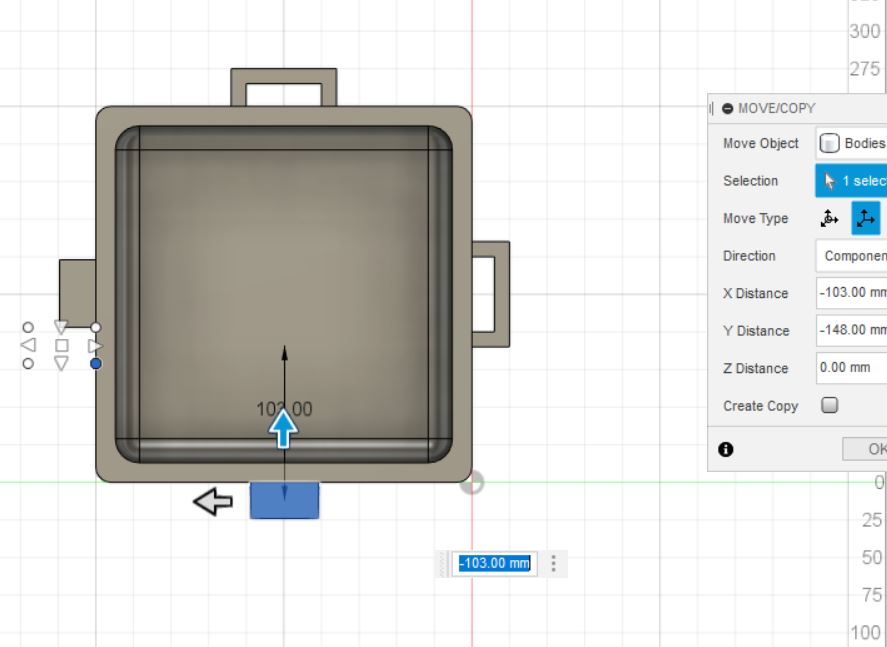 300
275
MOVE/COPY
Move Object Bodies
Selection 1 selec
Move Type
Direction Componen
X Distance -103.00 mm
Y Distance -148.00 mm
Z Distance 0.00 mm
Create Copy
OK
103.00
0
25
-103.00 mm
50
75
100